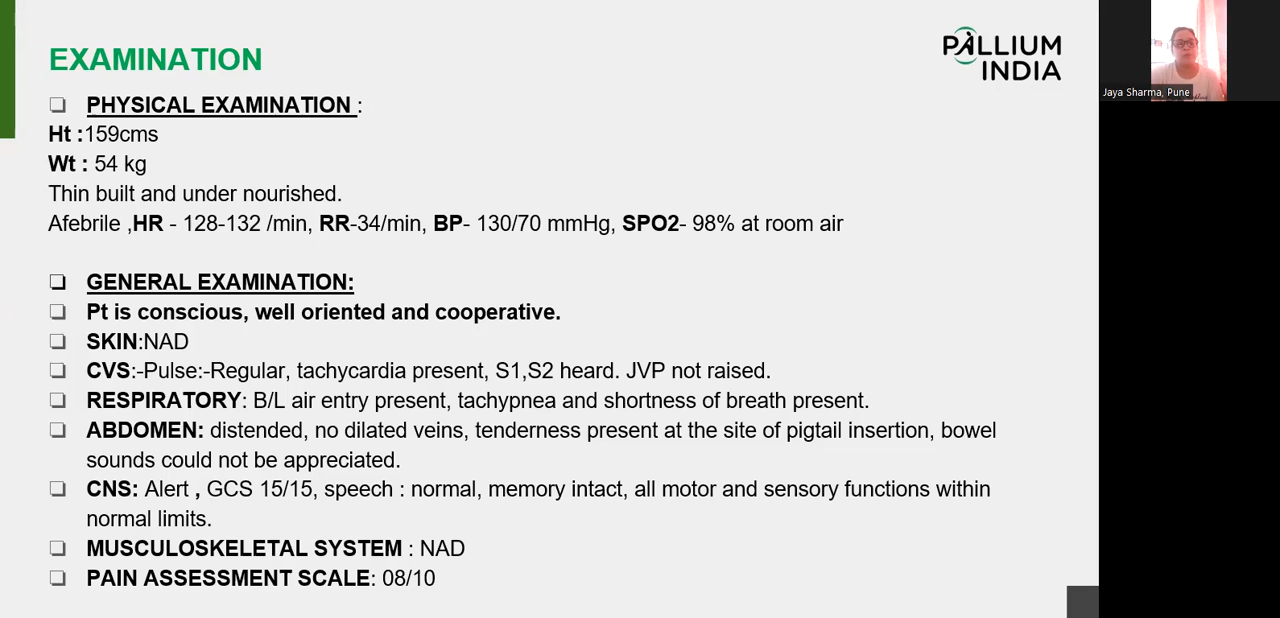 EXAMINATION
PALLIUM
INDIA
PHYSICAL EXAMINATION :
Ht :159cms
Wt : 54 kg
Thin built and under nourished.
Afebrile ,HR - 128-132 /min, RR-34/min, BP- 130/70 mmHg, SPO2- 98% at room air
GENERAL EXAMINATION:
Pt is conscious, well oriented and cooperative.
SKIN:NAD
CVS:-Pulse:-Regular, tachycardia present, S1,S2 heard. JVP not raised.
RESPIRATORY: B/L air entry present, tachypnea and shortness of breath present.
ABDOMEN: distended, no dilated veins, tenderness present at the site of pigtail insertion, bowel
sounds could not be appreciated.
CNS: Alert , GCS 15/15, speech : normal, memory intact, all motor and sensory functions within
normal limits.
MUSCULOSKELETAL SYSTEM : NAD
PAIN ASSESSMENT SCALE: 08/10
Jaya Sharma, Pune